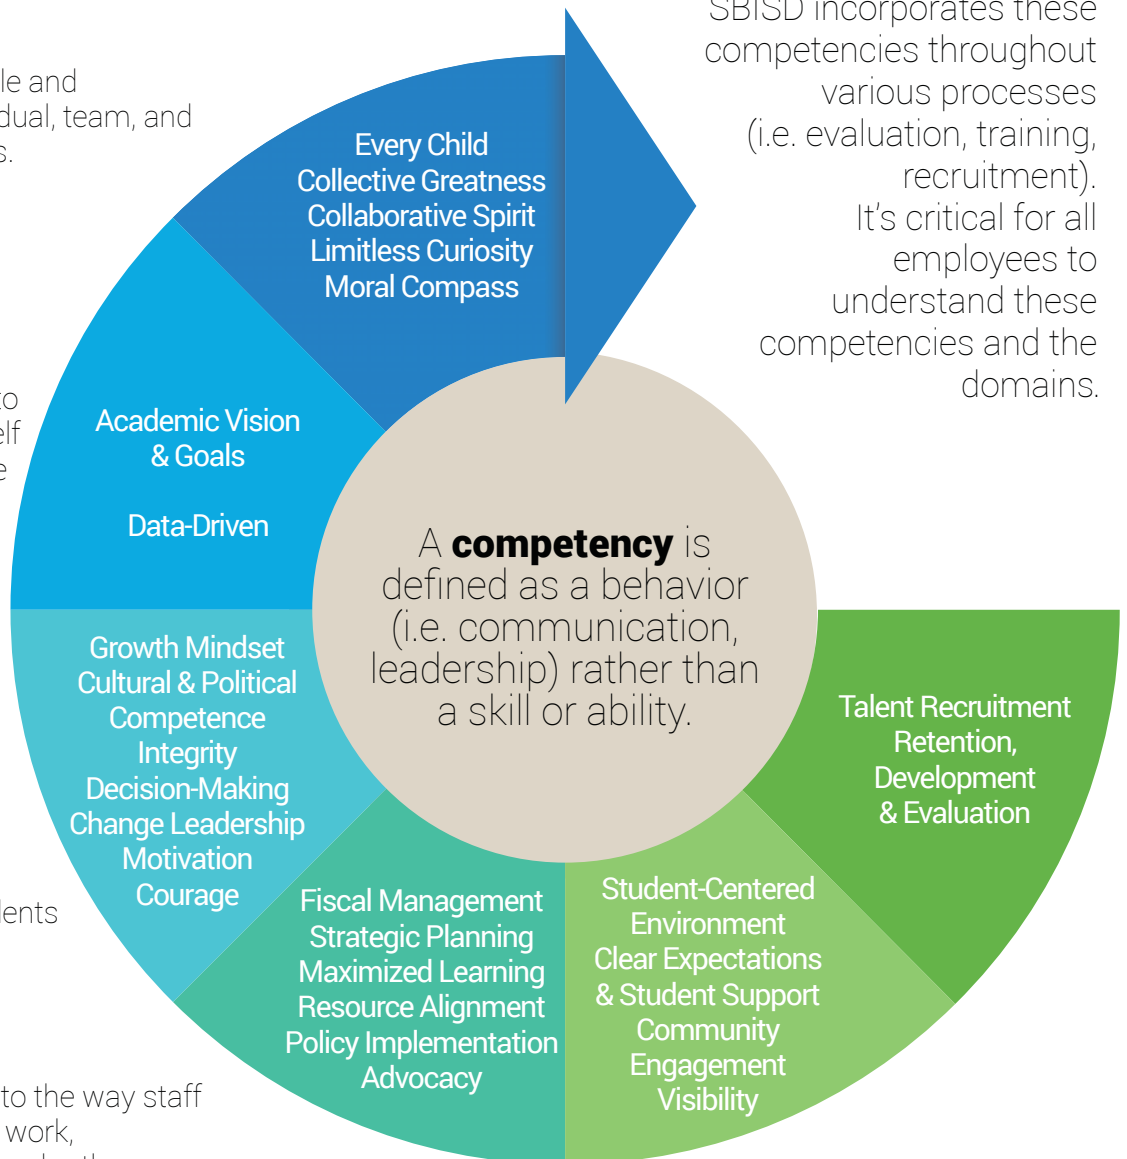 SBISD incorporates these
competencies throughout
various processes
(i.e. evaluation, training,
recruitment).
It's critical for all
employees to
understand these
competencies and the
domains.
le and
dual, team, and
s.
Every Child
Collective Greatness
Collaborative Spirit
Limitless Curiosity
Moral Compass
to
elf
e
Academic Vision
& Goals
Data-Driven
A competency is
defined as a behavior
(i.e. communication,
leadership) rather than
a skill or ability.
Growth Mindset
Cultural & Political
Competence
Integrity
Decision-Making
Change Leadership
Motivation
Courage
Talent Recruitment
Retention,
Development
& Evaluation
dents
Fiscal Management
Strategic Planning
Maximized Learning
Resource Alignment
Policy Implementation
Advocacy
Student-Centered
Environment
Clear Expectations
& Student Support
Community
Engagement
Visibility
to the way staff
work,